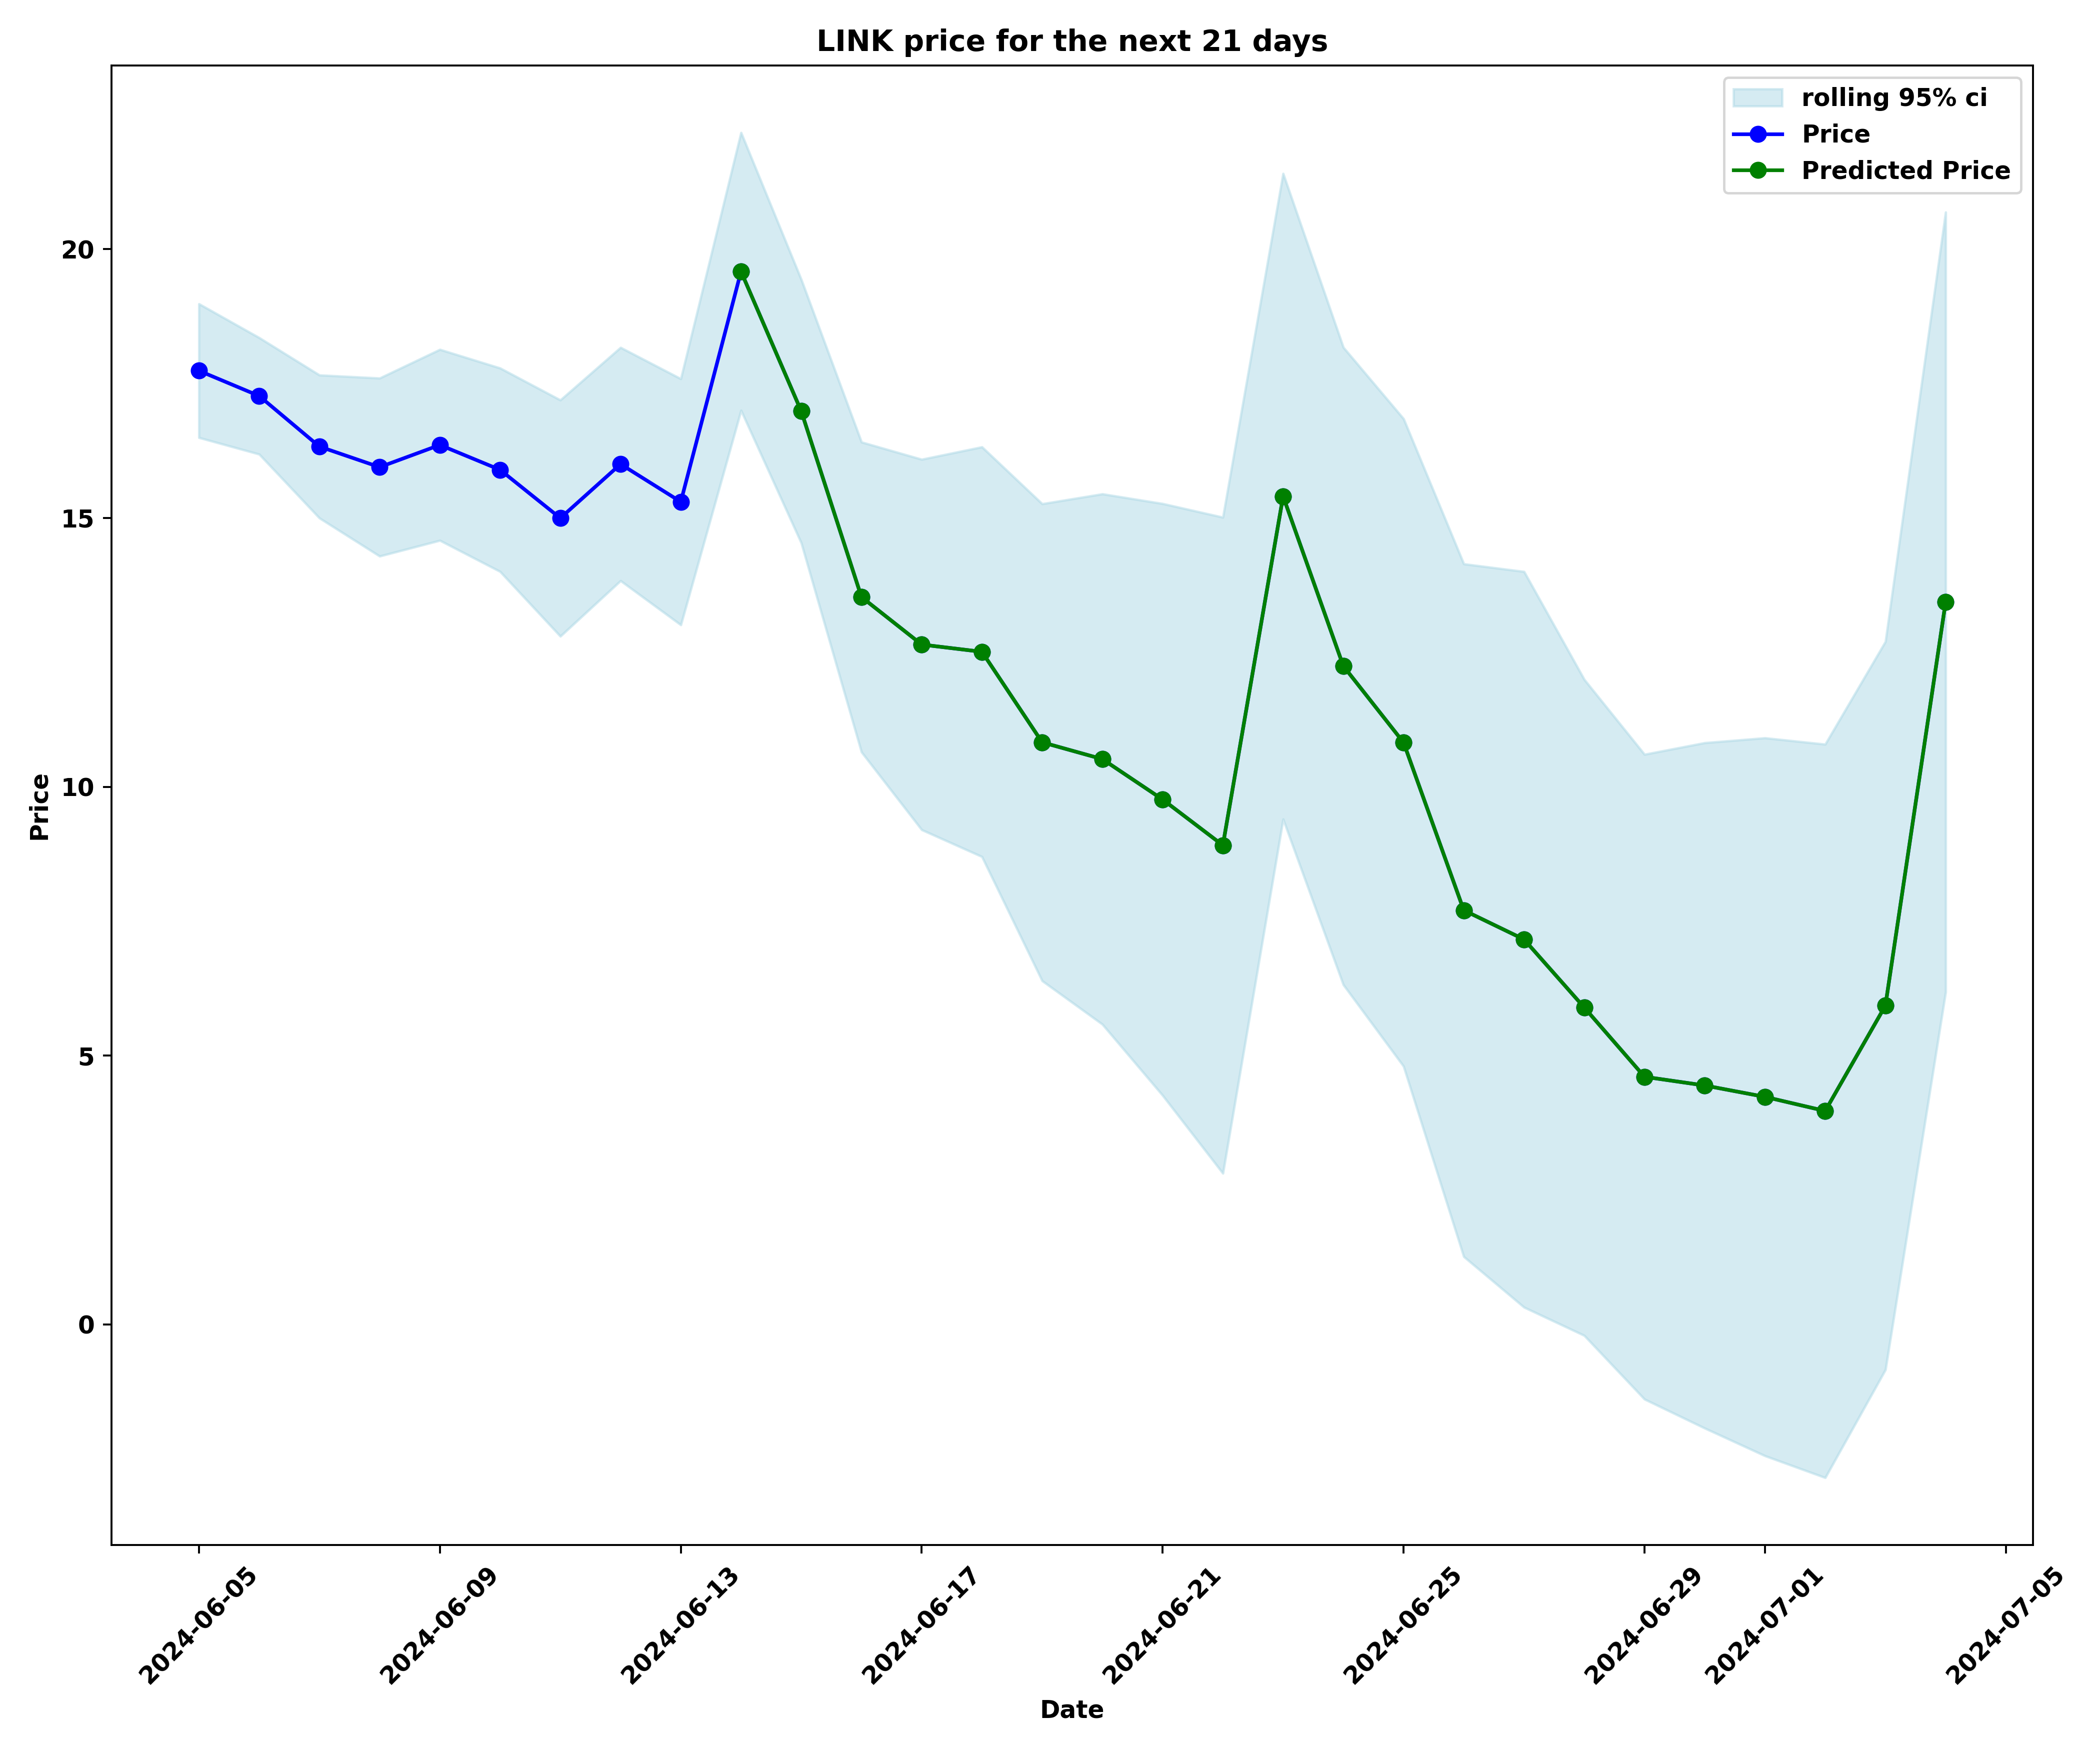 LINK price for the next 21 days
rolling 95% ci
Price
Predicted Price
20
15
10
5
0
Price
2024-06-05
2024-06-09
2024-06-13
2024-06-17
2024-06-21
2024-06-25
2024-06-29
2024-07-01
2024-07-05
Date